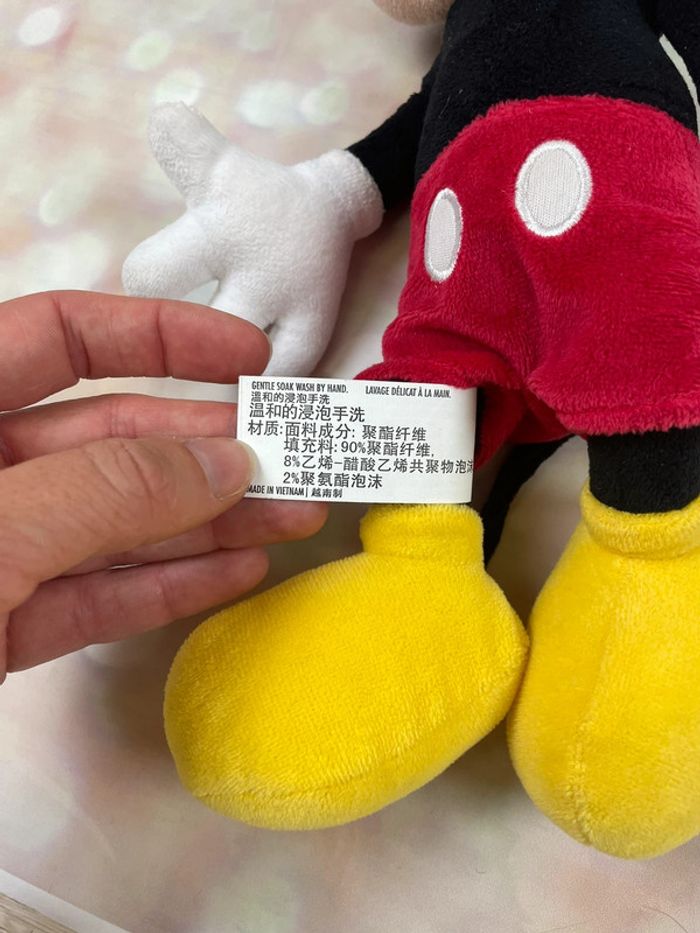 GENTLE SOAK WASH BY HAND. LAVAGE DÉLICAT À LA MAIN.
溫和的浸泡手洗
温和的浸泡手洗
材质:面料成分: 聚酯纤维
填充料: 90%聚酯纤维,
8%乙烯-醋酸乙烯共聚物泡沫
2%聚氨酯泡沫
MADE IN VIETNAM | 越南制